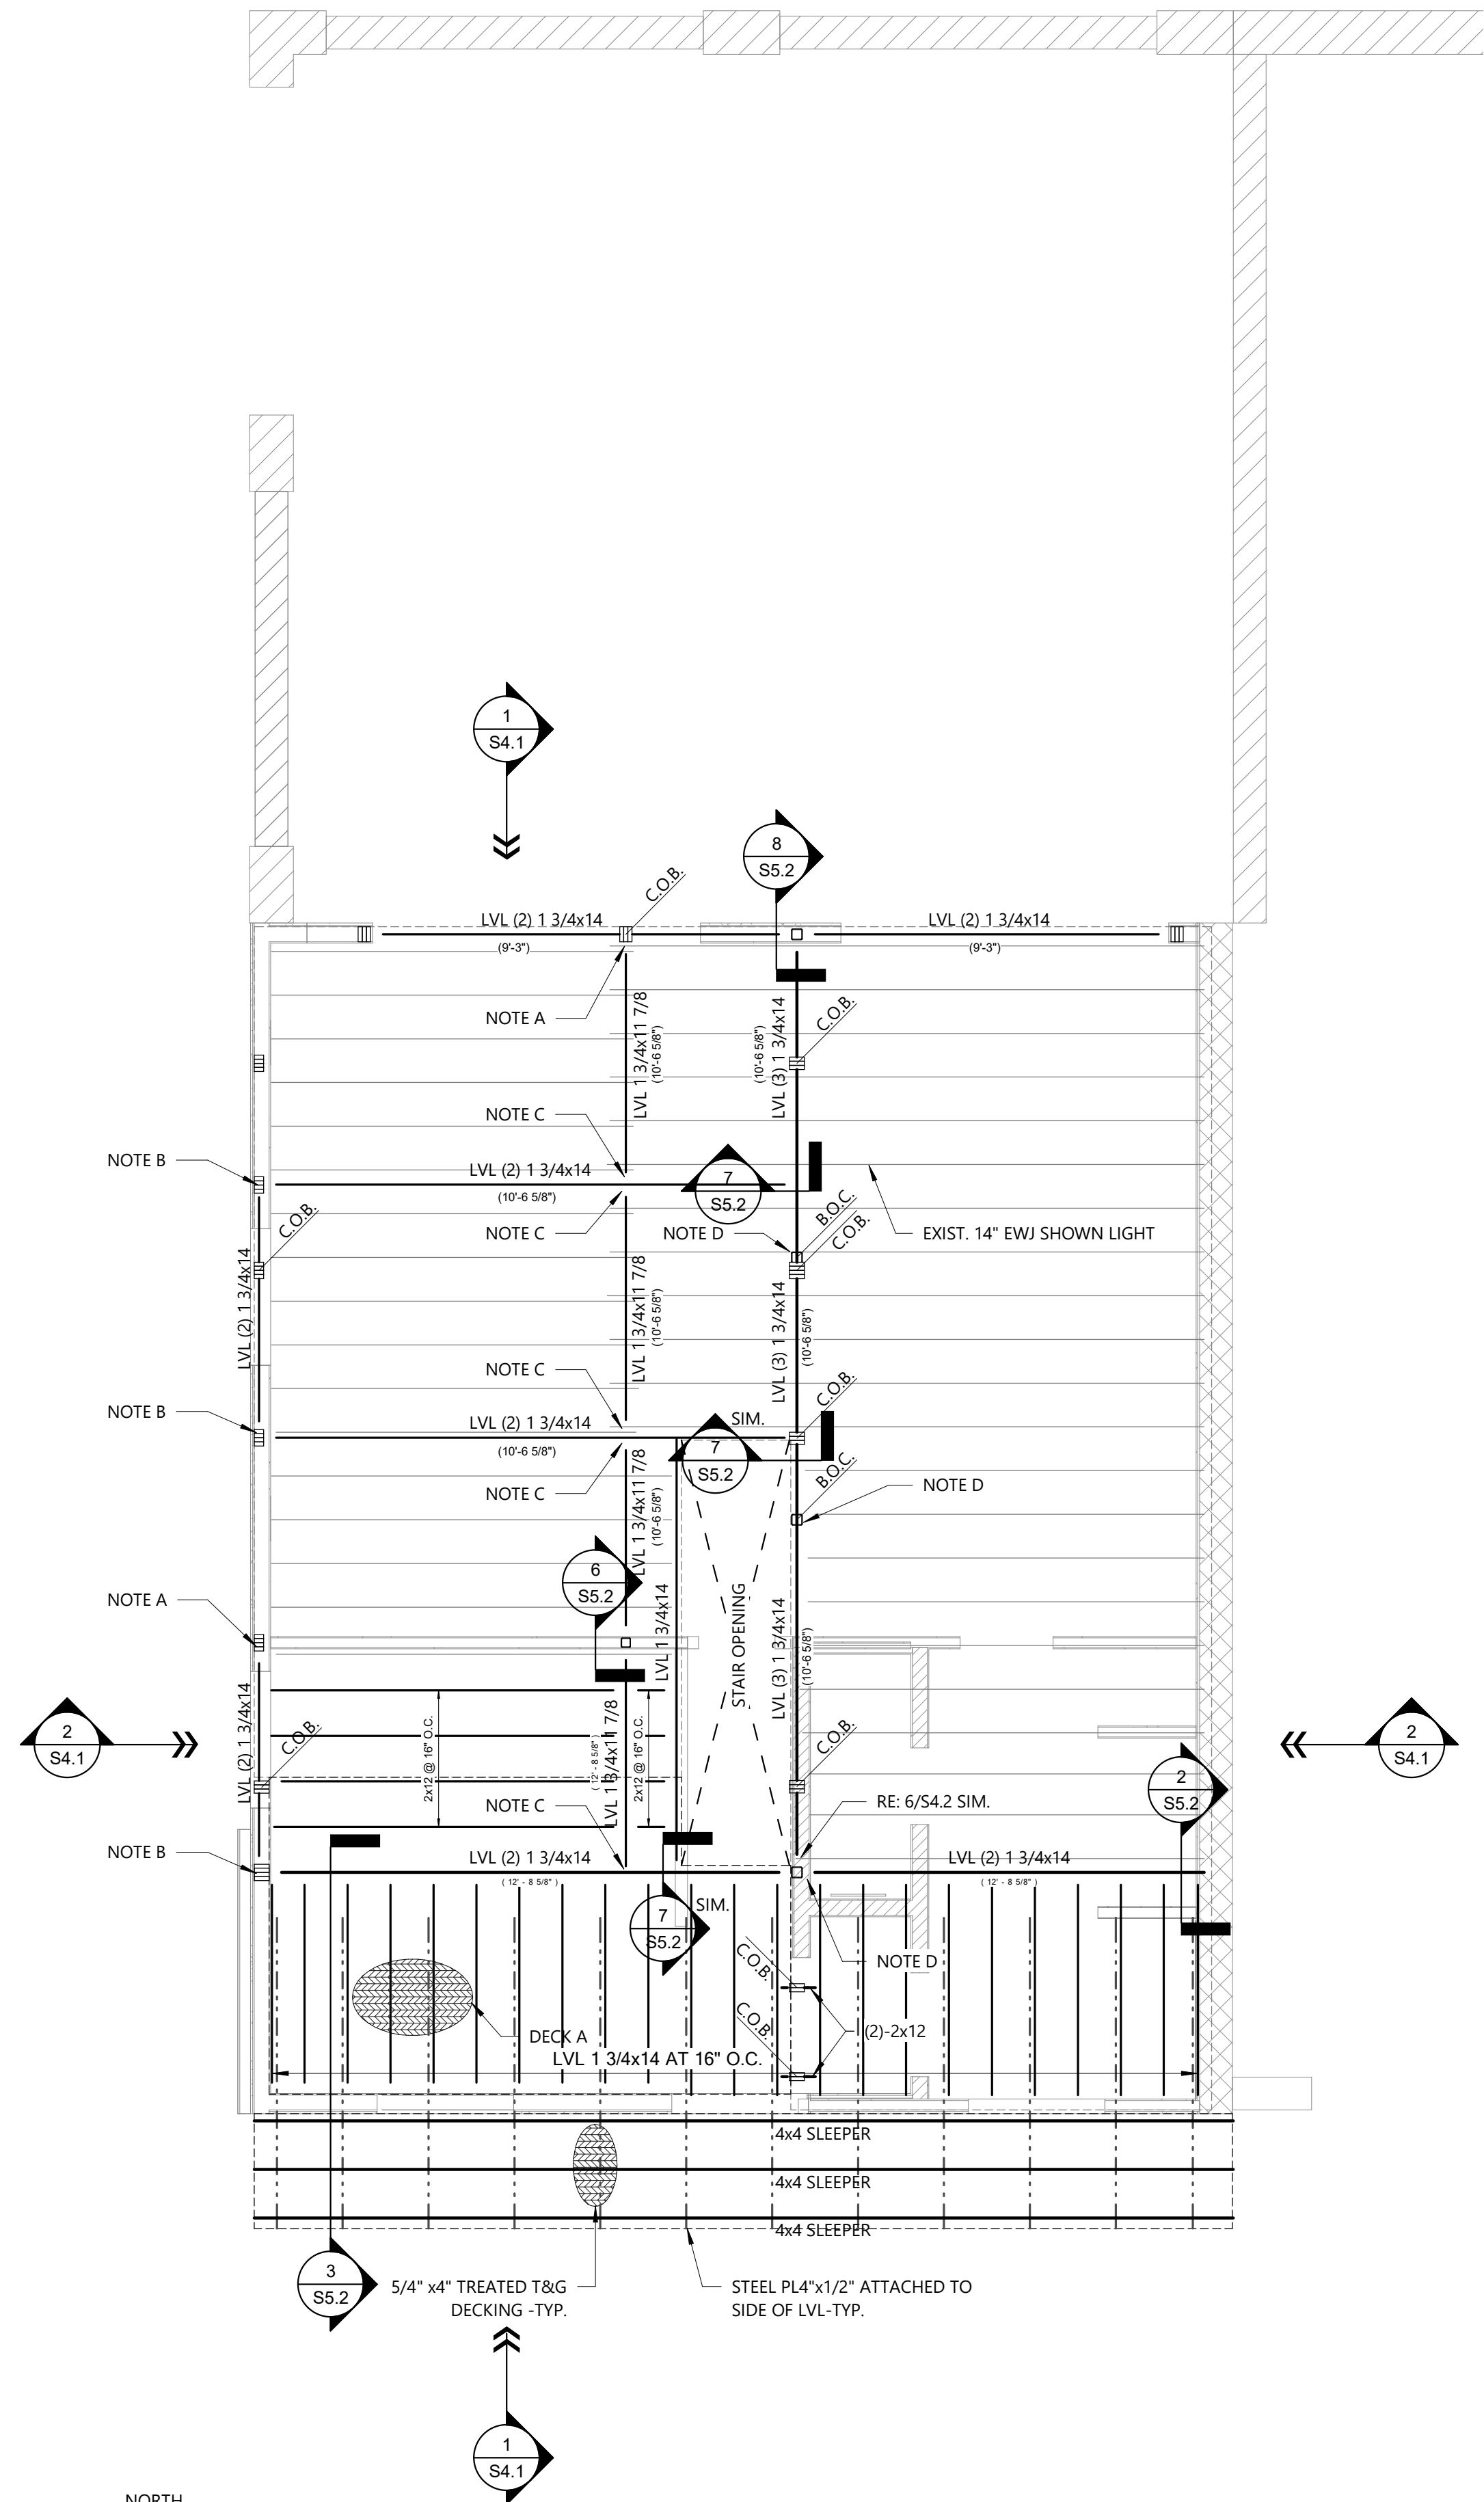 1
S4.1
8
S5.2
C.O.B.
LVL (2) 1 3/4x14
(9'-3")
LVL (2) 1 3/4x14
(9'-3")
NOTE A
LVL 1 3/4x11 7/8
(10'-6 5/8")
(10'-6 5/8")
LVL (3) 1 3/4x14
C.O.B.
NOTE C
NOTE B
LVL (2) 1 3/4x14
(10'-6 5/8")
7
S5.2
B.O.C.
C.O.B.
C.O.B.
NOTE C
NOTE D
EXIST. 14" EWJ SHOWN LIGHT
LVL (2) 1 3/4x14
LVL 1 3/4x11 7/8
(10'-6 5/8")
LVL (3) 1 3/4x14
(10'-6 5/8")
NOTE C
C.O.B.
NOTE B
LVL (2) 1 3/4x14
(10'-6 5/8")
SIM.
7
S5.2
B.O.C.
NOTE C
NOTE D
LVL 1 3/4x11 7/8
(10'-6 5/8")
6
S5.2
NOTE A
LVL 1 3/4x14
STAIR OPENING
LVL (3) 1 3/4x14
(10'-6 5/8")
2
S4.1
LVL (2) 1 3/4x14
C.O.B.
2x12 @ 16" O.C.
( 12' - 8 5/8" )
LVL 1 3/4x11 7/8
2x12 @ 16" O.C.
C.O.B.
2
S4.1
2
S5.2
NOTE C
RE: 6/S4.2 SIM.
NOTE B
LVL (2) 1 3/4x14
( 12' - 8 5/8" )
LVL (2) 1 3/4x14
( 12' - 8 5/8" )
SIM.
7
S5.2
NOTE D
C.O.B.
C.O.B.
(2)-2x12
DECK A
LVL 1 3/4x14 AT 16" O.C.
4x4 SLEEPER
4x4 SLEEPER
4x4 SLEEPER
3
S5.2
5/4" x4" TREATED T&G
DECKING -TYP.
STEEL PL4"x1/2" ATTACHED TO
SIDE OF LVL-TYP.
1
S4.1
NORTH